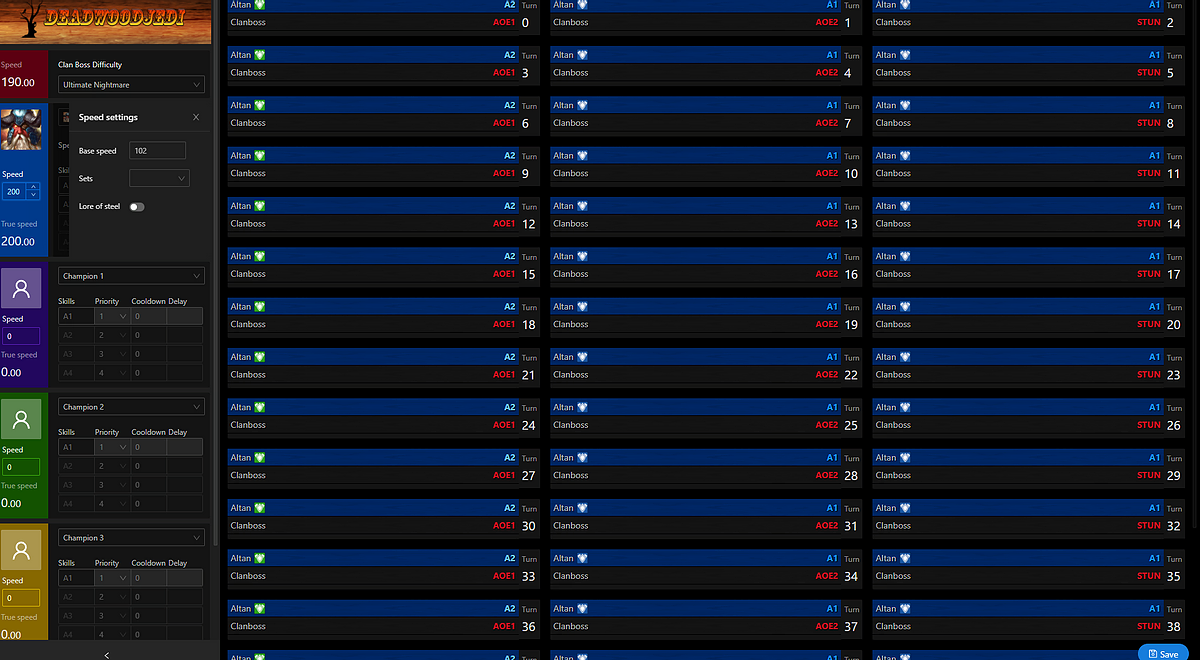 DEADWOODJEDI
Speed
190.00
Clan Boss Difficulty
Ultimate Nightmare
Speed settings
Base speed 102
Sets
Lore of steel
Speed
200
True speed
200.00
Champion 1
Skills Priority Cooldown Delay
A1 1 0
A2 2 0
A3 3 0
A4 4 0
Speed
0
True speed
0.00
Champion 2
Skills Priority Cooldown Delay
A1 1 0
A2 2 0
A3 3 0
A4 4 0
Speed
0
True speed
0.00
Champion 3
Skills Priority Cooldown Delay
A1 1 0
A2 2 0
A3 3 0
A4 4 0
Speed
0
True speed
0.00
Altan A2 Turn Altan A1 Turn Altan A1 Turn
Clanboss AOE1 0 Clanboss AOE2 1 Clanboss STUN 2
Altan A2 Turn Altan A1 Turn Altan A1 Turn
Clanboss AOE1 3 Clanboss AOE2 4 Clanboss STUN 5
Altan A2 Turn Altan A1 Turn Altan A1 Turn
Clanboss AOE1 6 Clanboss AOE2 7 Clanboss STUN 8
Altan A2 Turn Altan A1 Turn Altan A1 Turn
Clanboss AOE1 9 Clanboss AOE2 10 Clanboss STUN 11
Altan A2 Turn Altan A1 Turn Altan A1 Turn
Clanboss AOE1 12 Clanboss AOE2 13 Clanboss STUN 14
Altan A2 Turn Altan A1 Turn Altan A1 Turn
Clanboss AOE1 15 Clanboss AOE2 16 Clanboss STUN 17
Altan A2 Turn Altan A1 Turn Altan A1 Turn
Clanboss AOE1 18 Clanboss AOE2 19 Clanboss STUN 20
Altan A2 Turn Altan A1 Turn Altan A1 Turn
Clanboss AOE1 21 Clanboss AOE2 22 Clanboss STUN 23
Altan A2 Turn Altan A1 Turn Altan A1 Turn
Clanboss AOE1 24 Clanboss AOE2 25 Clanboss STUN 26
Altan A2 Turn Altan A1 Turn Altan A1 Turn
Clanboss AOE1 27 Clanboss AOE2 28 Clanboss STUN 29
Altan A2 Turn Altan A1 Turn Altan A1 Turn
Clanboss AOE1 30 Clanboss AOE2 31 Clanboss STUN 32
Altan A2 Turn Altan A1 Turn Altan A1 Turn
Clanboss AOE1 33 Clanboss AOE2 34 Clanboss STUN 35
Altan A2 Turn Altan A1 Turn Altan A1 Turn
Clanboss AOE1 36 Clanboss AOE2 37 Clanboss STUN 38
Altan A2 Turn Altan A1 Turn Altan A1 Turn
Save